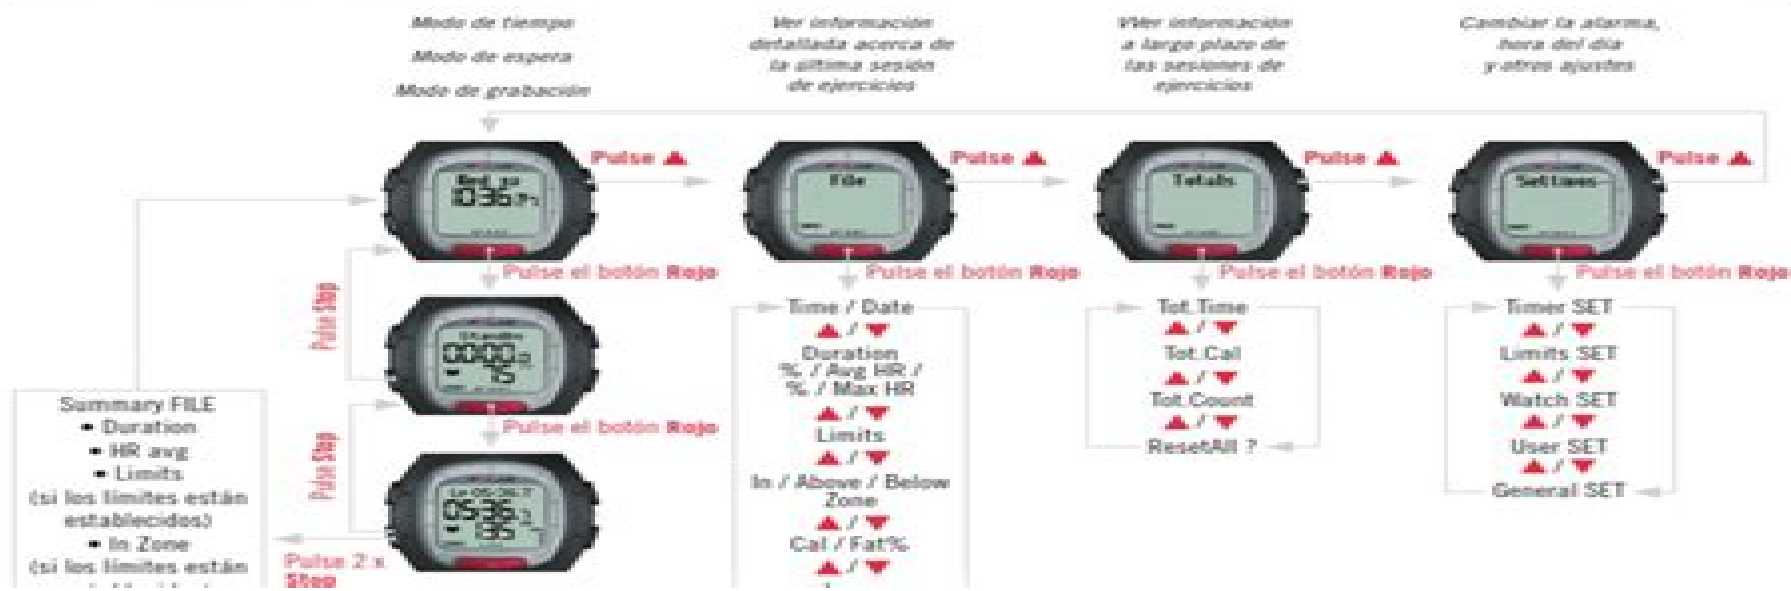 Modo de tiempo
Modo de espera
Modo de grabación
Ver información
detallada acerca de
la última sesión
de ejercicios
VVer información
a largo plazo de
las sesiones de
ejercicios
Cambiar la alarma,
hora del día
y otros ajustes
Pulse ▲
Pulse ▲
Pulse ▲
Pulse ▲
File
Totals
Settings
Pulse el botón Rojo
Pulse el botón Rojo
Pulse el botón Rojo
Pulse el botón Rojo
Pulse Stop
Standby
00:00
75
Pulse el botón Rojo
Pulse Stop
Pulse 2 x
Stop
Summary FILE
• Duration
• HR avg
• Limits
(si los límites están
establecidos)
• In Zone
(si los límites están
Time / Date
▲ / ▼
Duration
% / Avg HR /
% / Max HR
▲ / ▼
Limits
▲ / ▼
In / Above / Below
Zone
▲ / ▼
Cal / Fat%
▲ / ▼
Tot.Time
▲ / ▼
Tot.Cal
▲ / ▼
Tot.Count
▲ / ▼
ResetAll ?
Timer SET
▲ / ▼
Limits SET
▲ / ▼
Watch SET
▲ / ▼
User SET
▲ / ▼
General SET